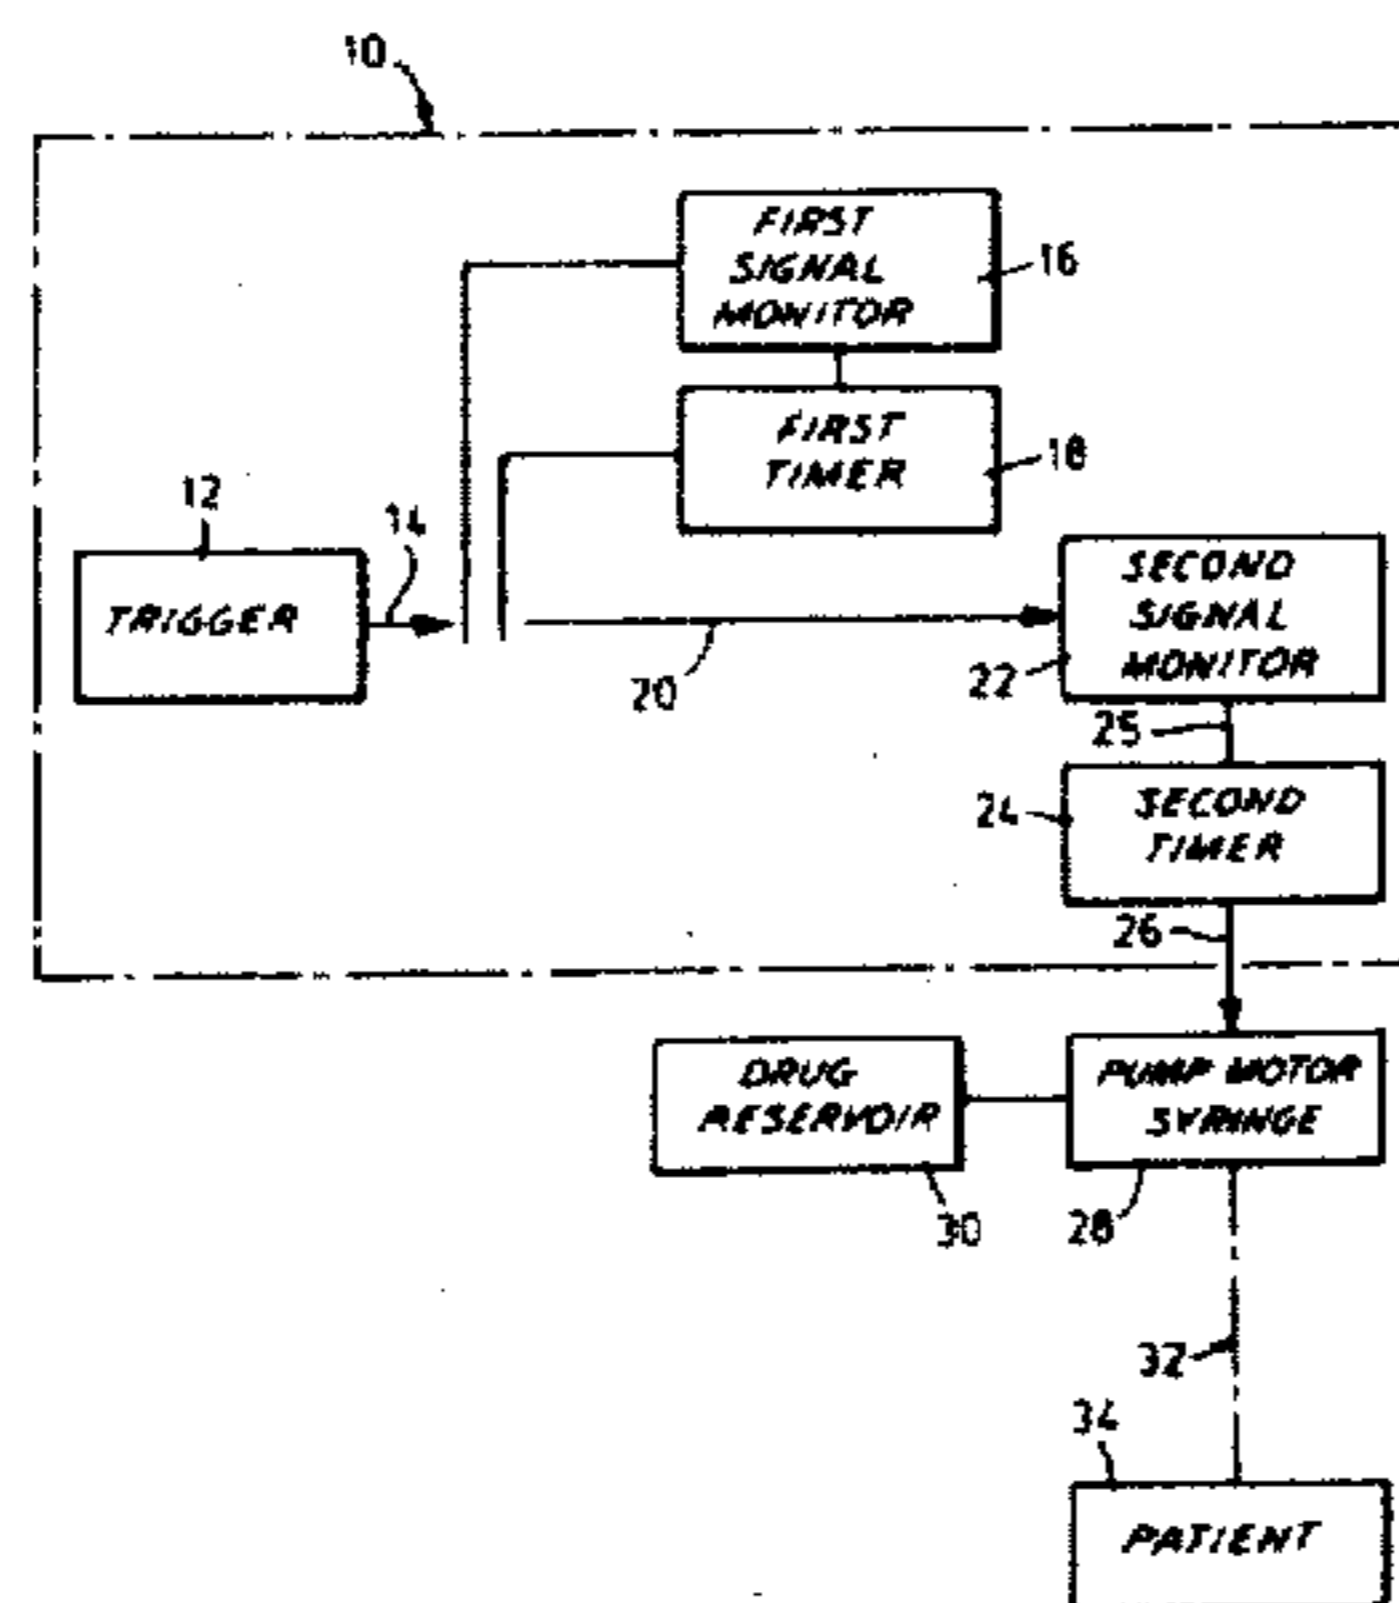 10
FIRST
SIGNAL
MONITOR
16
FIRST
TIMER
18
12
TRIGGER
14
20
SECOND
SIGNAL
MONITOR
22
25
SECOND
TIMER
24
26
DRUG
RESERVOIR
30
PUMP MOTOR
SYRINGE
28
32
34
PATIENT